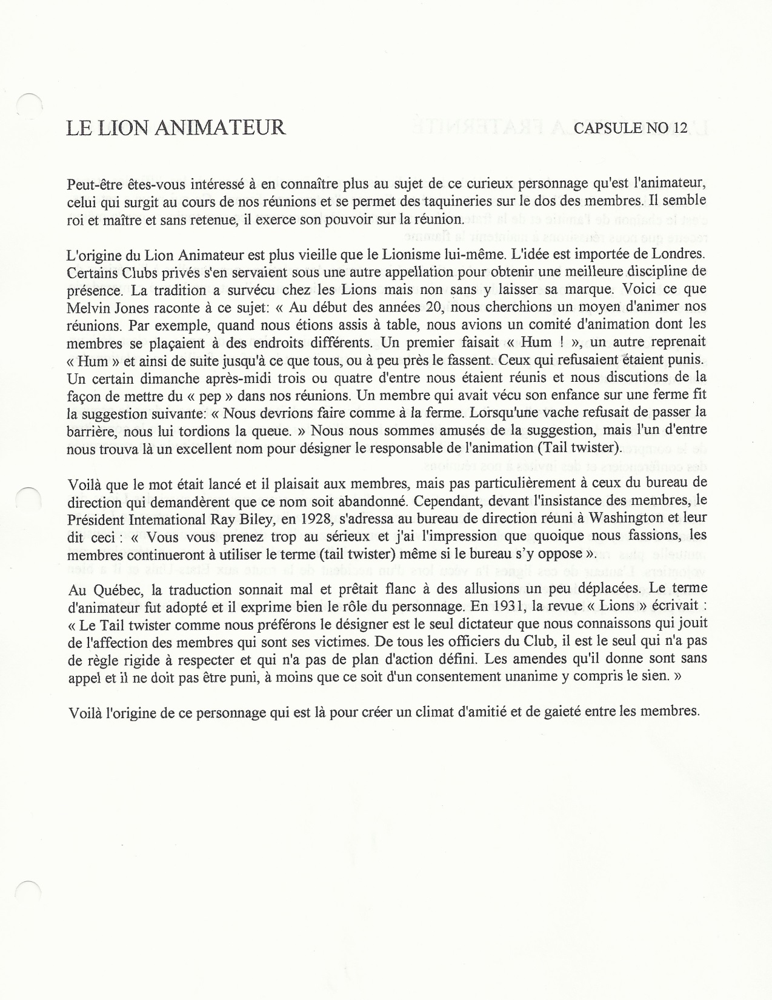 LE LION ANIMATEUR CAPSULE NO 12
Peut-être êtes-vous intéressé à en connaître plus au sujet de ce curieux personnage qu'est l'animateur,
celui qui surgit au cours de nos réunions et se permet des taquineries sur le dos des membres. Il semble
roi et maître et sans retenue, il exerce son pouvoir sur la réunion.
L'origine du Lion Animateur est plus vieille que le Lionisme lui-même. L'idée est importée de Londres.
Certains Clubs privés s'en servaient sous une autre appellation pour obtenir une meilleure discipline de
présence. La tradition a survécu chez les Lions mais non sans y laisser sa marque. Voici ce que
Melvin Jones raconte à ce sujet: « Au début des années 20, nous cherchions un moyen d'animer nos
réunions. Par exemple, quand nous étions assis à table, nous avions un comité d'animation dont les
membres se plaçaient à des endroits différents. Un premier faisait « Hum ! », un autre reprenait
« Hum » et ainsi de suite jusqu'à ce que tous, ou à peu près le fassent. Ceux qui refusaient étaient punis.
Un certain dimanche après-midi trois ou quatre d'entre nous étaient réunis et nous discutions de la
façon de mettre du « pep » dans nos réunions. Un membre qui avait vécu son enfance sur une ferme fit
la suggestion suivante: « Nous devrions faire comme à la ferme. Lorsqu'une vache refusait de passer la
barrière, nous lui tordions la queue. » Nous nous sommes amusés de la suggestion, mais l'un d'entre
nous trouva là un excellent nom pour désigner le responsable de l'animation (Tail twister).
Voilà que le mot était lancé et il plaisait aux membres, mais pas particulièrement à ceux du bureau de
direction qui demandèrent que ce nom soit abandonné. Cependant, devant l'insistance des membres, le
Président International Ray Biley, en 1928, s'adressa au bureau de direction réuni à Washington et leur
dit ceci : « Vous vous prenez trop au sérieux et j'ai l'impression que quoique nous fassions, les
membres continueront à utiliser le terme (tail twister) même si le bureau s'y oppose ».
Au Québec, la traduction sonnait mal et prêtait flanc à des allusions un peu déplacées. Le terme
d'animateur fut adopté et il exprime bien le rôle du personnage. En 1931, la revue « Lions » écrivait :
« Le Tail twister comme nous préférons le désigner est le seul dictateur que nous connaissons qui jouit
de l'affection des membres qui sont ses victimes. De tous les officiers du Club, il est le seul qui n'a pas
de règle rigide à respecter et qui n'a pas de plan d'action défini. Les amendes qu'il donne sont sans
appel et il ne doit pas être puni, à moins que ce soit d'un consentement unanime y compris le sien. »
Voilà l'origine de ce personnage qui est là pour créer un climat d'amitié et de gaieté entre les membres.